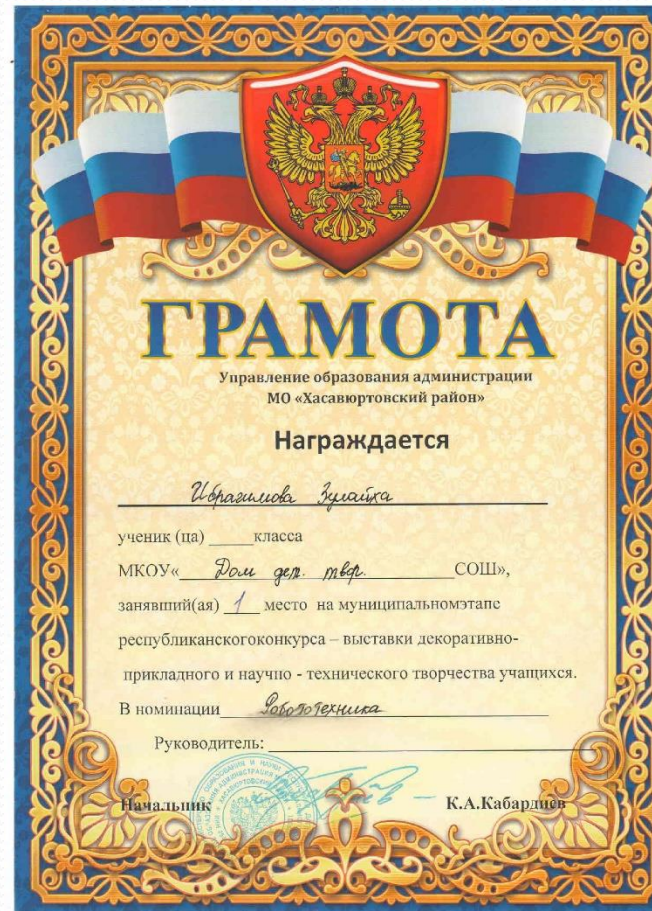 ГРАМОТА
Управление образования администрации
МО «Хасавюртовский район»
Награждается
Ибрагимова Зулайха
ученик (ца) _____класса
МКОУ« Дом дет. твор. СОШ»,
занявший(ая) 1 место на муниципальномэтапе
республиканскогоконкурса – выставки декоративно-
прикладного и научно - технического творчества учащихся.
В номинации Робототехника
Руководитель:
Начальник К.А.Кабардиев